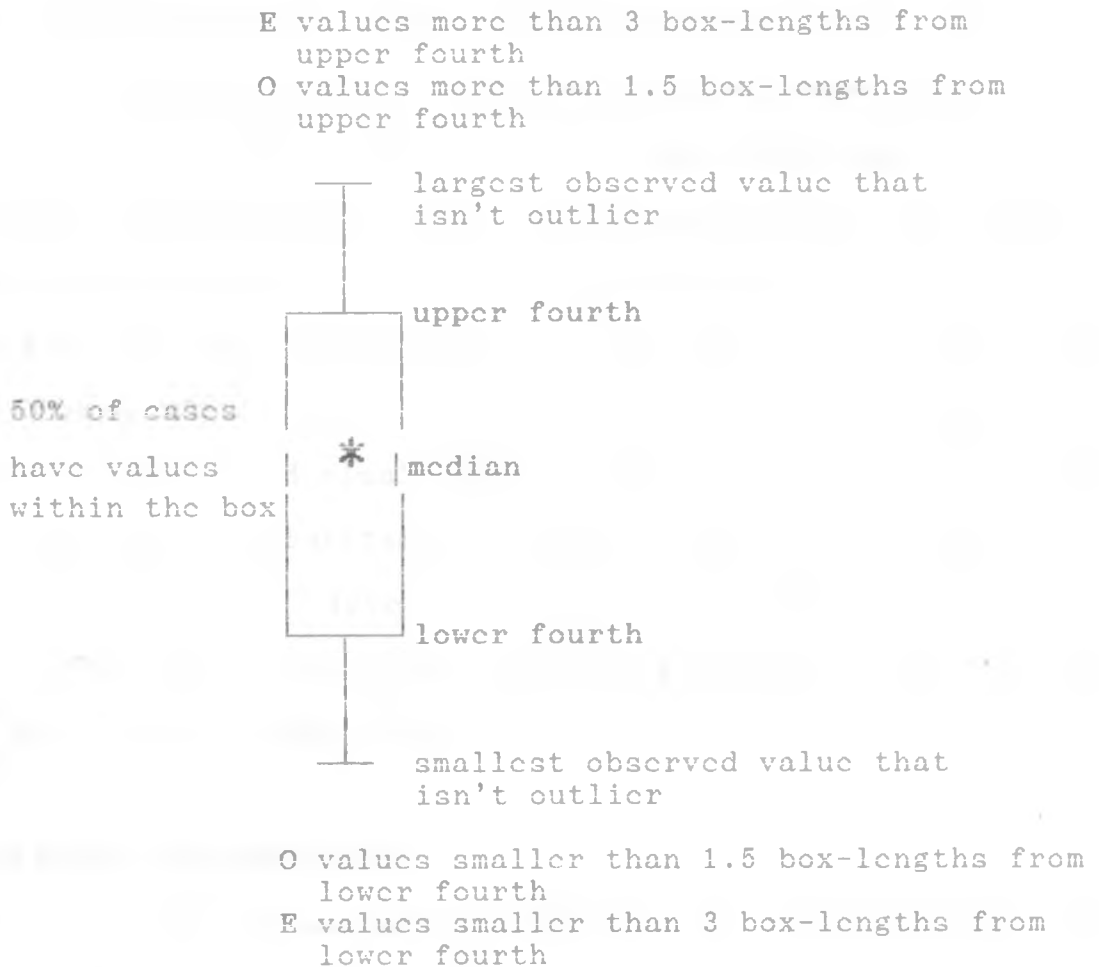 E values more than 3 box-lengths from
upper fourth
O values more than 1.5 box-lengths from
upper fourth
largest observed value that
isn't outlier
upper fourth
50% of cases
have values
within the box
* median
lower fourth
smallest observed value that
isn't outlier
O values smaller than 1.5 box-lengths from
lower fourth
E values smaller than 3 box-lengths from
lower fourth